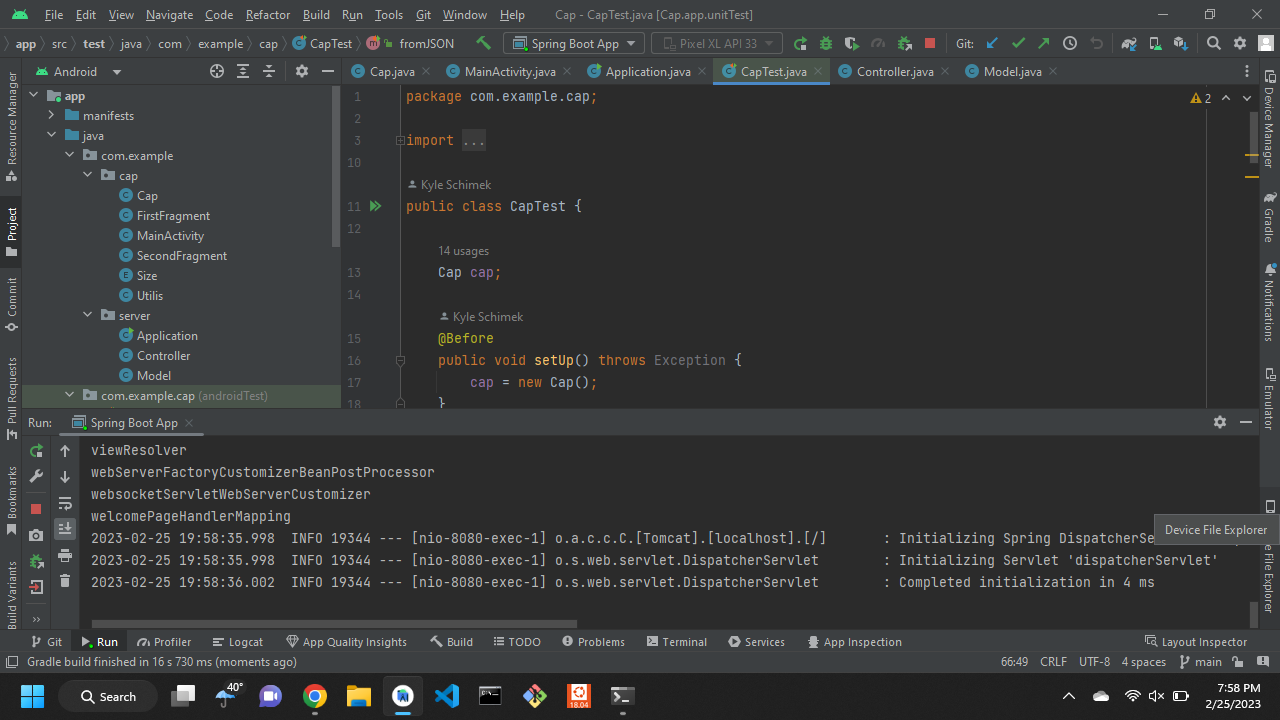 File Edit View Navigate Code Refactor Build Run Tools Git Window Help Cap - CapTest.java [Cap.app.unitTest]
app src test java com example cap CapTest fromJSON Spring Boot App Pixel XL API 33 Git:
Android Cap.java MainActivity.java Application.java CapTest.java Controller.java Model.java
Resource Manager
Project
Commit
Pull Requests
Bookmarks
Build Variants
app
manifests
java
com.example
cap
Cap
FirstFragment
MainActivity
SecondFragment
Size
Utilis
server
Application
Controller
Model
com.example.cap (androidTest)
1 package com.example.cap;
2
3 import ...
10
Kyle Schimek
11 public class CapTest {
12
14 usages
13 Cap cap;
14
Kyle Schimek
15 @Before
16 public void setUp() throws Exception {
17 cap = new Cap();
18 }
2
Device Manager
Gradle
Notifications
Emulator
Run: Spring Boot App
viewResolver
webServerFactoryCustomizerBeanPostProcessor
websocketServletWebServerCustomizer
welcomePageHandlerMapping
2023-02-25 19:58:35.998 INFO 19344 --- [nio-8080-exec-1] o.a.c.c.C.[Tomcat].[localhost].[/] : Initializing Spring DispatcherSe
2023-02-25 19:58:35.998 INFO 19344 --- [nio-8080-exec-1] o.s.web.servlet.DispatcherServlet : Initializing Servlet 'dispatcherServlet'
2023-02-25 19:58:36.002 INFO 19344 --- [nio-8080-exec-1] o.s.web.servlet.DispatcherServlet : Completed initialization in 4 ms
Device File Explorer
File Explorer
Git Run Profiler Logcat App Quality Insights Build TODO Problems Terminal Services App Inspection Layout Inspector
Gradle build finished in 16 s 730 ms (moments ago) 66:49 CRLF UTF-8 4 spaces main
Search 40° 18.04 7:58 PM
2/25/2023